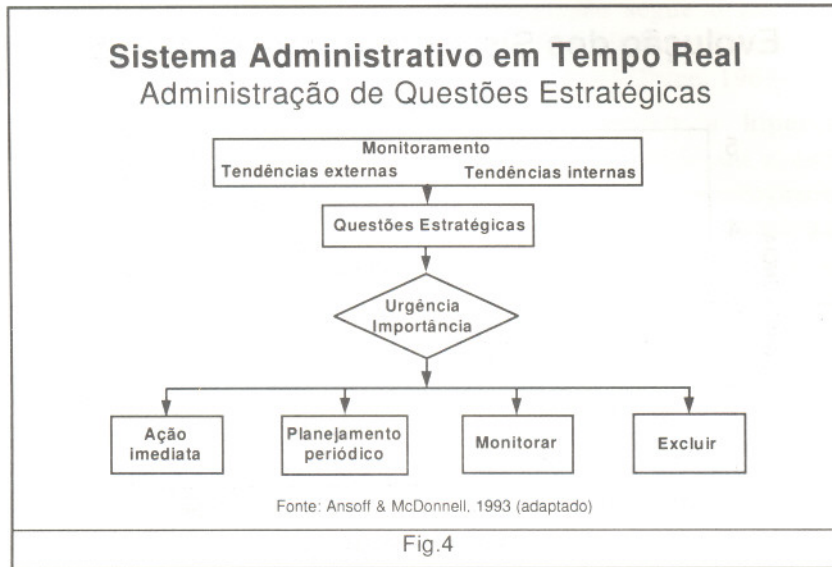 Sistema Administrativo em Tempo Real
Administração de Questões Estratégicas
Monitoramento
Tendências externas Tendências internas
Questões Estratégicas
Urgência
Importância
Ação
imediata
Planejamento
periódico
Monitorar
Excluir
Fonte: Ansoff & McDonnell, 1993 (adaptado)
Fig.4